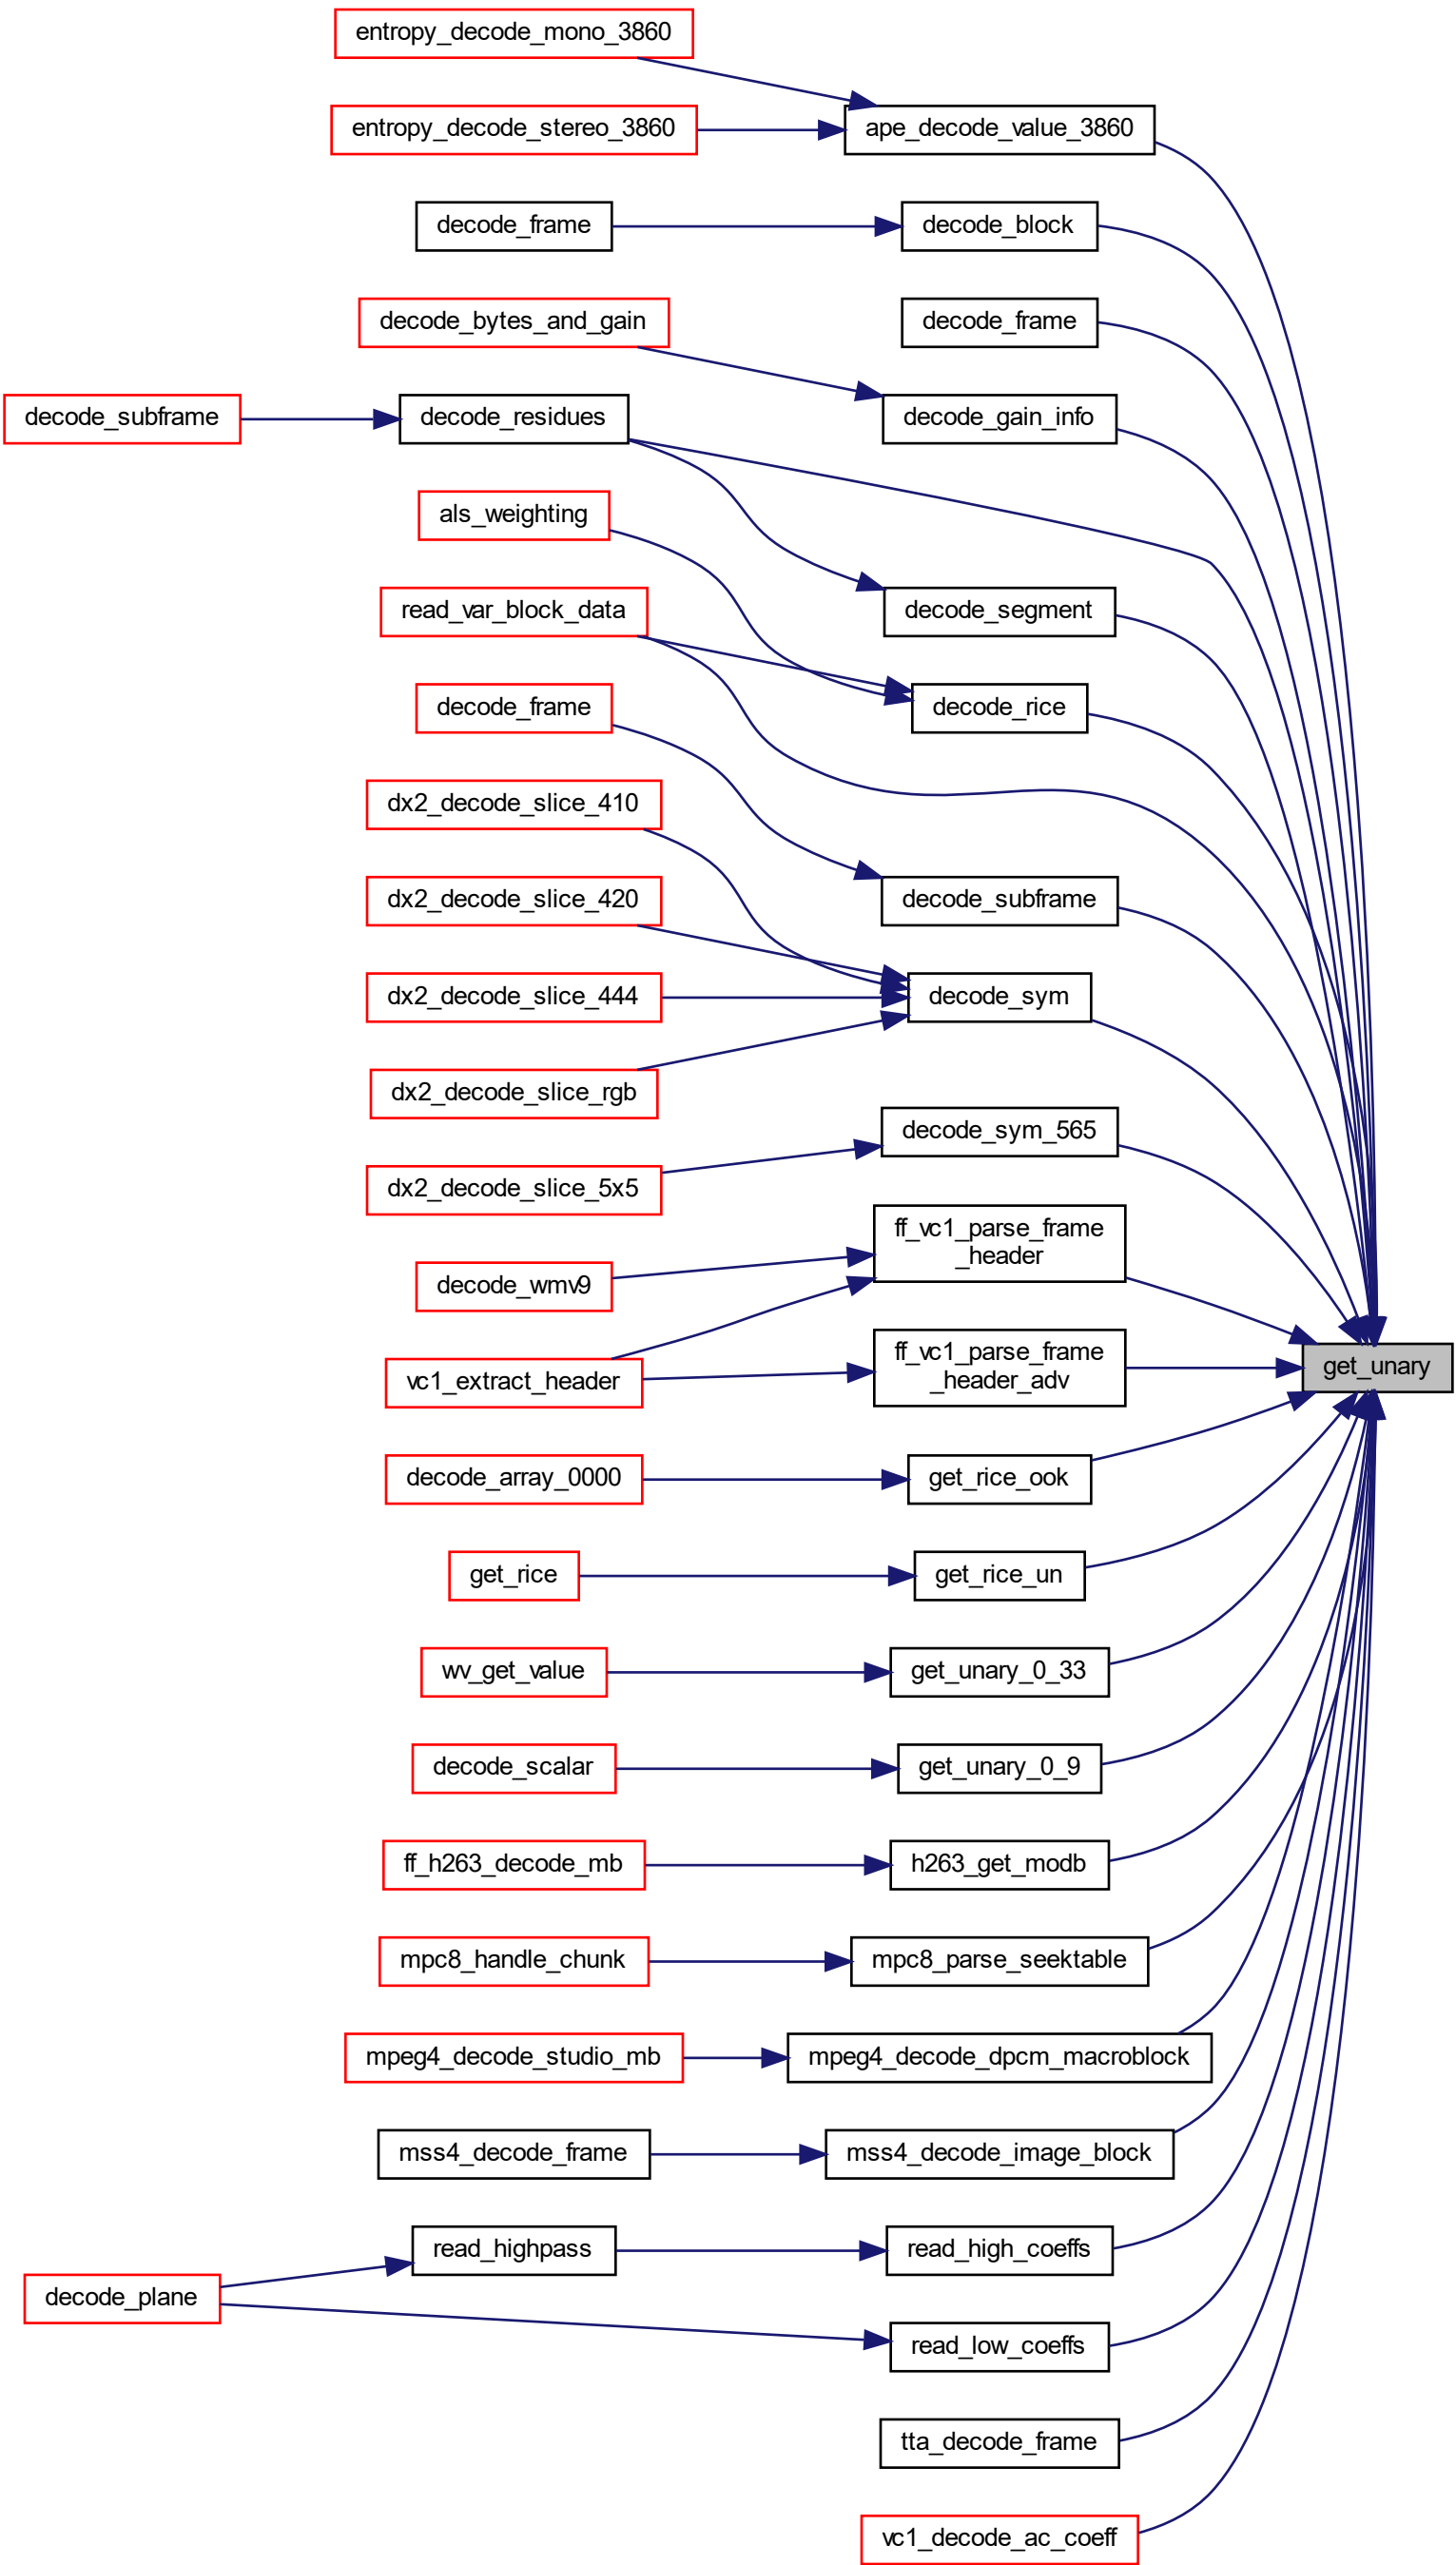 entropy_decode_mono_3860
entropy_decode_stereo_3860
ape_decode_value_3860
decode_frame
decode_block
decode_bytes_and_gain
decode_frame
decode_subframe
decode_residues
decode_gain_info
als_weighting
read_var_block_data
decode_segment
decode_frame
decode_rice
dx2_decode_slice_410
dx2_decode_slice_420
decode_subframe
dx2_decode_slice_444
decode_sym
dx2_decode_slice_rgb
decode_sym_565
dx2_decode_slice_5x5
ff_vc1_parse_frame
_header
decode_wmv9
vc1_extract_header
ff_vc1_parse_frame
_header_adv
get_unary
decode_array_0000
get_rice_ook
get_rice
get_rice_un
wv_get_value
get_unary_0_33
decode_scalar
get_unary_0_9
ff_h263_decode_mb
h263_get_modb
mpc8_handle_chunk
mpc8_parse_seektable
mpeg4_decode_studio_mb
mpeg4_decode_dpcm_macroblock
mss4_decode_frame
mss4_decode_image_block
read_highpass
read_high_coeffs
decode_plane
read_low_coeffs
tta_decode_frame
vc1_decode_ac_coeff